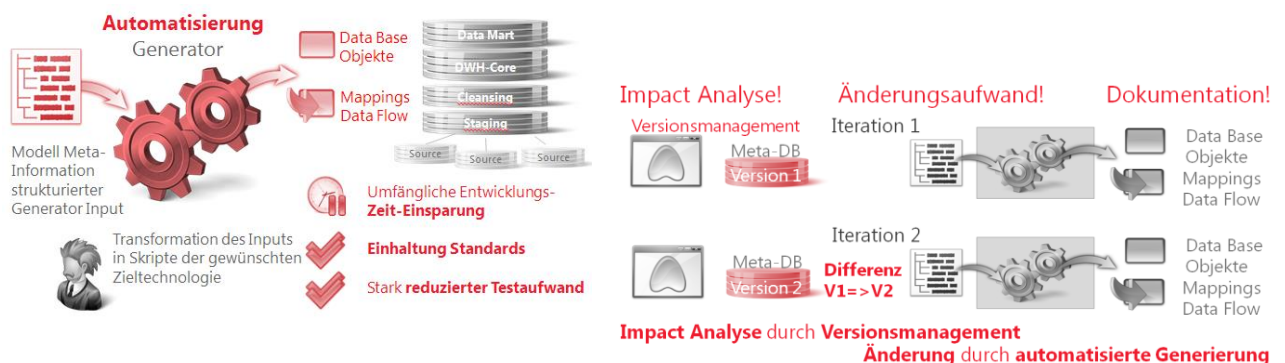 Automatisierung
Generator
Data Base
Objekte
Mappings
Data Flow
Data Mart
DWH-Core
Cleansing
Staging
Source
Source
Source
Modell Meta-
Information
strukturierter
Generator Input
Umfängliche Entwicklungs-
Zeit-Einsparung
Transformation des Inputs
in Skripte der gewünschten
Zieltechnologie
Einhaltung Standards
Stark reduzierter Testaufwand
Impact Analyse!
Änderungsaufwand!
Dokumentation!
Versionsmanagement
Meta-DB
Version 1
Iteration 1
Data Base
Objekte
Mappings
Data Flow
Meta-DB
Version 2
Differenz
V1=>V2
Iteration 2
Data Base
Objekte
Mappings
Data Flow
Impact Analyse durch Versionsmanagement
Änderung durch automatisierte Generierung